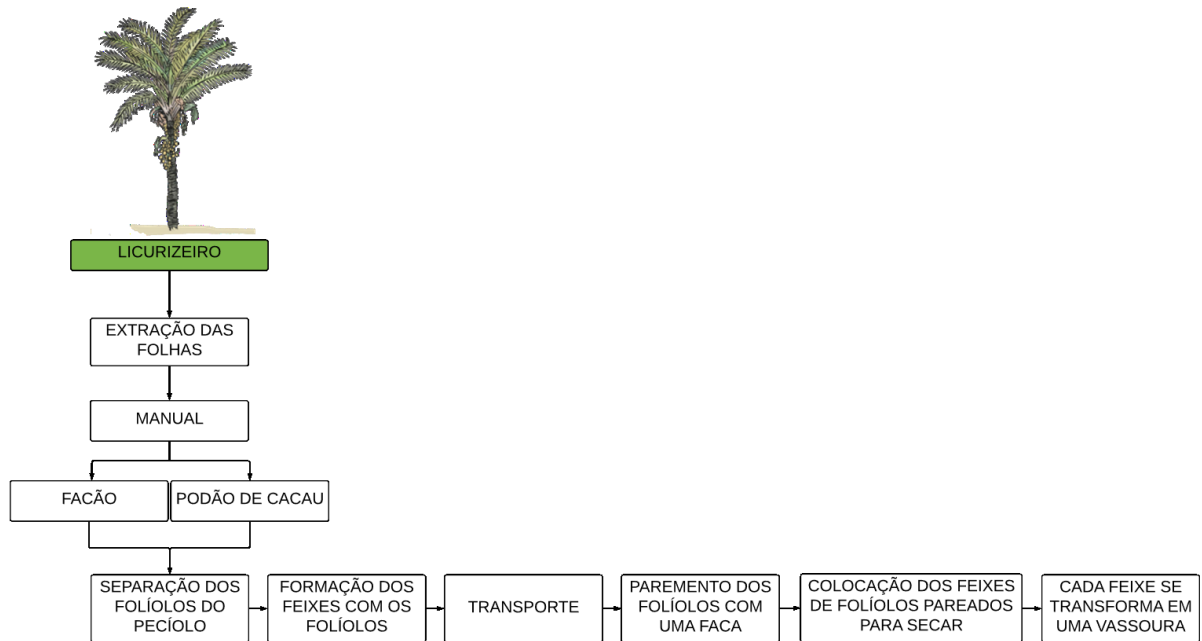 LICURIZEIRO
EXTRAÇÃO DAS
FOLHAS
MANUAL
FACÃO
PODÃO DE CACAU
SEPARAÇÃO DOS
FOLÍOLOS DO
PECÍOLO
FORMAÇÃO DOS
FEIXES COM OS
FOLÍOLOS
TRANSPORTE
PAREMENTO DOS
FOLÍOLOS COM
UMA FACA
COLOCAÇÃO DOS FEIXES
DE FOLÍOLOS PAREADOS
PARA SECAR
CADA FEIXE SE
TRANSFORMA EM
UMA VASSOURA